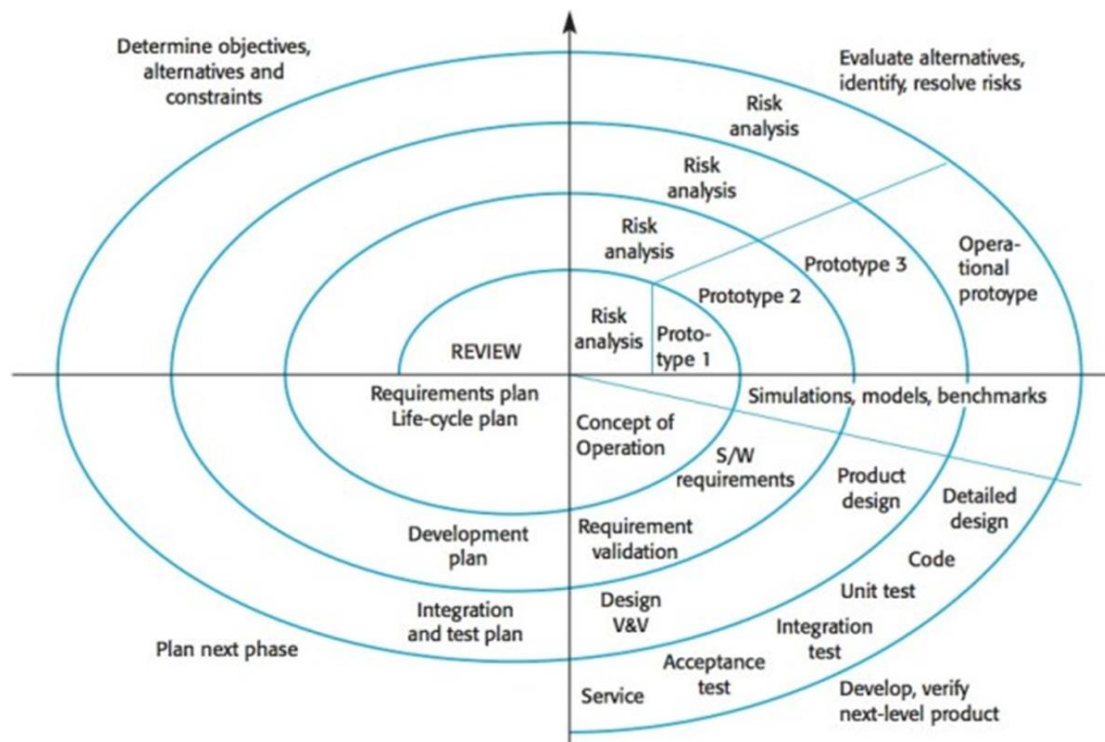 Determine objectives,
alternatives and
constraints
Evaluate alternatives,
identify, resolve risks
Risk
analysis
Risk
analysis
Risk
analysis
Opera-
tional
protoype
Prototype 3
Prototype 2
Risk
analysis
Proto-
type 1
REVIEW
Requirements plan
Life-cycle plan
Simulations, models, benchmarks
Concept of
Operation
S/W
requirements
Product
design
Detailed
design
Development
plan
Requirement
validation
Code
Unit test
Integration
and test plan
Design
V&V
Integration
test
Plan next phase
Acceptance
test
Service
Develop, verify
next-level product